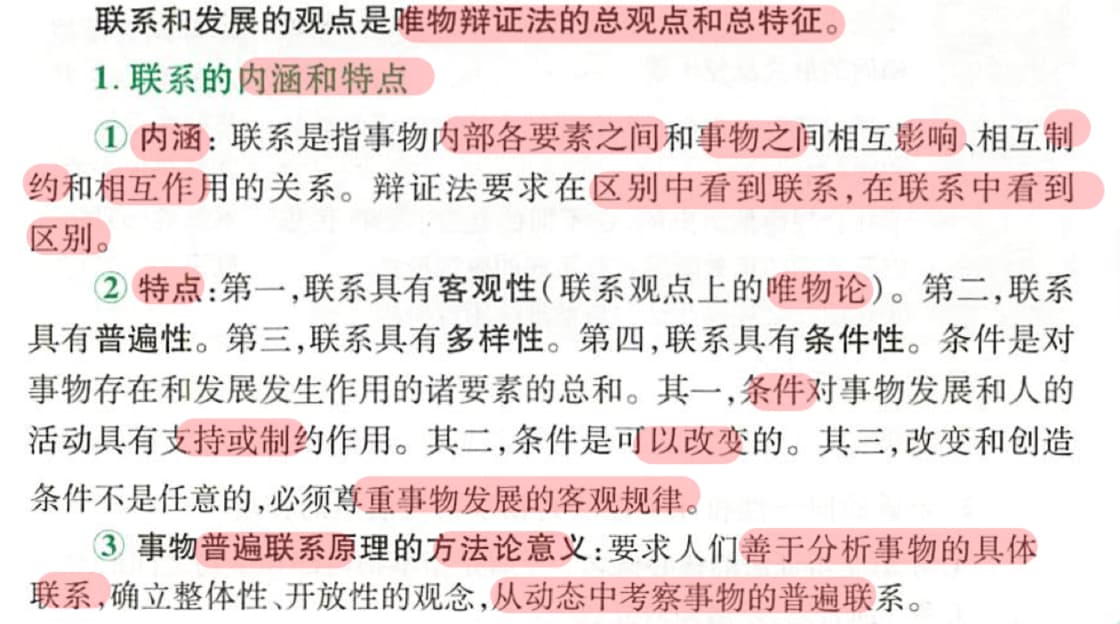 联系和发展的观点是唯物辩证法的总观点和总特征。
1. 联系的内涵和特点
① 内涵：联系是指事物内部各要素之间和事物之间相互影响、相互制
约和相互作用的关系。辩证法要求在区别中看到联系，在联系中看到
区别。
② 特点：第一，联系具有客观性（联系观点上的唯物论）。第二，联系
具有普遍性。第三，联系具有多样性。第四，联系具有条件性。条件是对
事物存在和发展发生作用的诸要素的总和。其一，条件对事物发展和人的
活动具有支持或制约作用。其二，条件是可以改变的。其三，改变和创造
条件不是任意的，必须尊重事物发展的客观规律。
③ 事物普遍联系原理的方法论意义：要求人们善于分析事物的具体
联系，确立整体性、开放性的观念，从动态中考察事物的普遍联系。